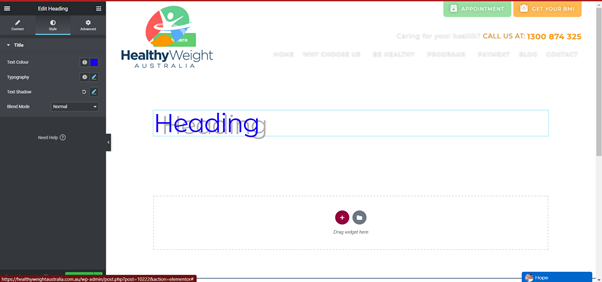 Edit Heading
APPOINTMENT
GET YOUR BMI
Content
Style
Advanced
Caring for your health? CALL US AT: 1300 874 325
Title
HealthyWeight
AUSTRALIA
HOME WHY CHOOSE US BE HEALTHY PROGRAMS PAYMENT BLOG CONTACT
Text Colour
Typography
Text Shadow
Blend Mode
Normal
Heading
Need Help
Drag widget here
https://healthyweightaustralia.com.au/wp-admin/post.php?post=10222&action=elementor#
Hope